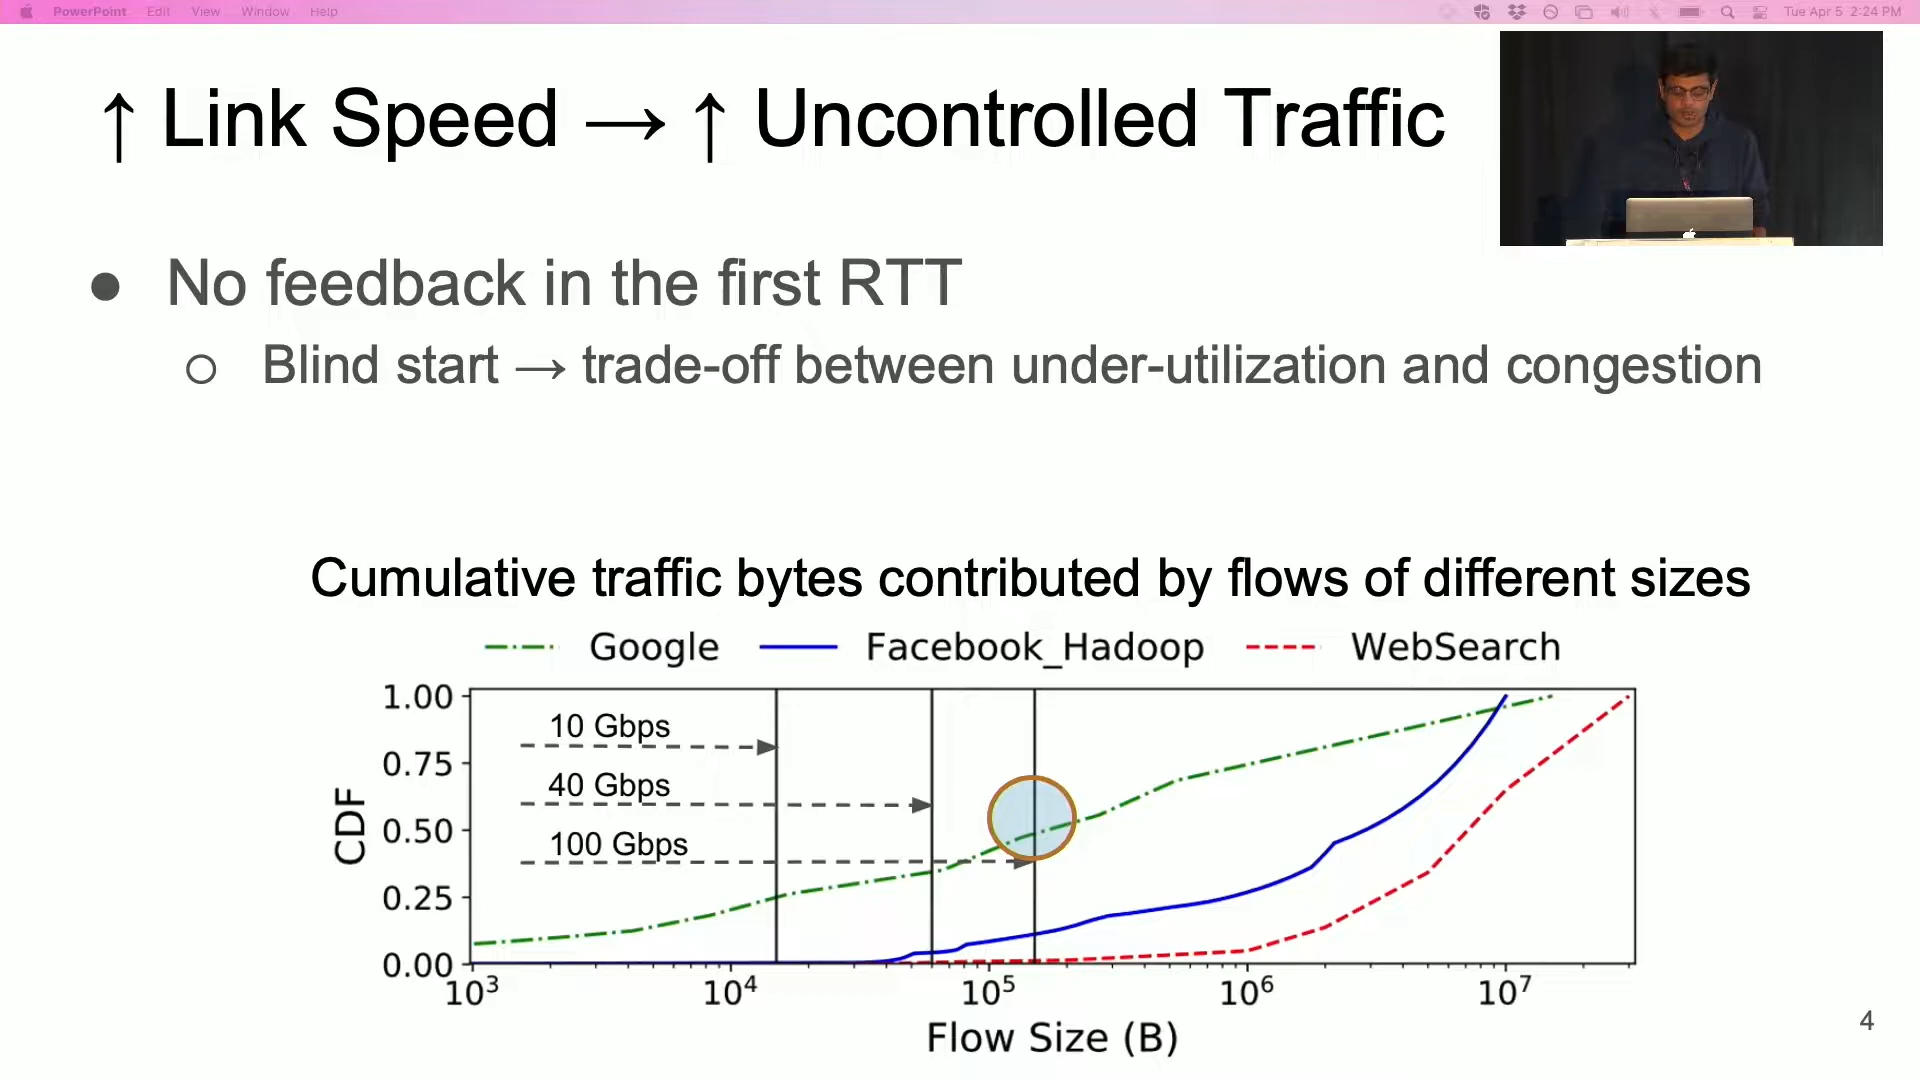 PowerPoint Edit View Window Help Tue Apr 5 2:24 PM
↑ Link Speed → ↑ Uncontrolled Traffic
● No feedback in the first RTT
○ Blind start → trade-off between under-utilization and congestion
Cumulative traffic bytes contributed by flows of different sizes
Google Facebook_Hadoop WebSearch
1.00
0.75
0.50
0.25
0.00
CDF
10 Gbps
40 Gbps
100 Gbps
10³ 10⁴ 10⁵ 10⁶ 10⁷
Flow Size (B)
4